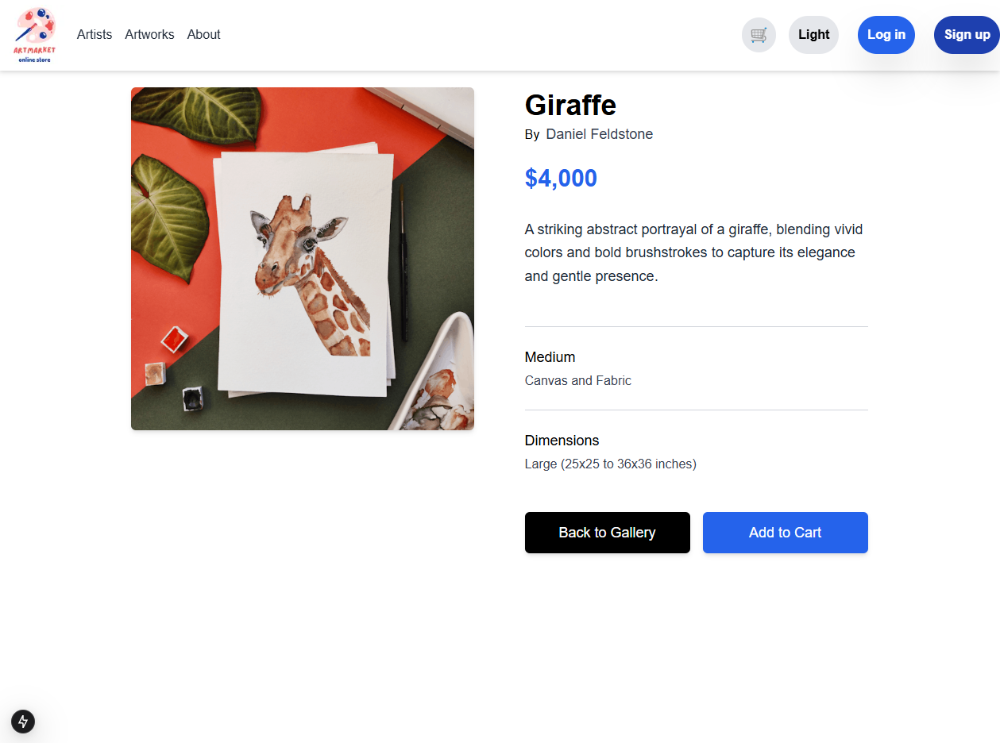 ARTMARKET
online store
Artists
Artworks
About
Light
Log in
Sign up
Giraffe
By Daniel Feldstone
$4,000
A striking abstract portrayal of a giraffe, blending vivid
colors and bold brushstrokes to capture its elegance
and gentle presence.
Medium
Canvas and Fabric
Dimensions
Large (25x25 to 36x36 inches)
Back to Gallery
Add to Cart